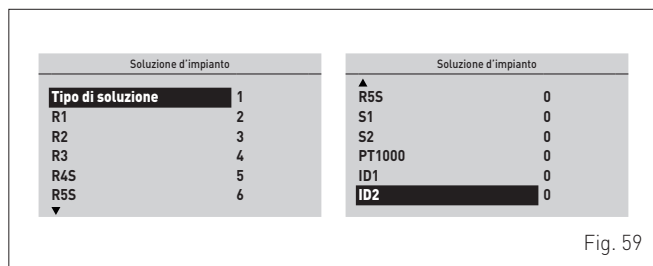 Soluzione d'impianto
Tipo di soluzione 1
R1 2
R2 3
R3 4
R4S 5
R5S 6
▼
Soluzione d'impianto
▲
R5S 0
S1 0
S2 0
PT1000 0
ID1 0
ID2 0
Fig. 59